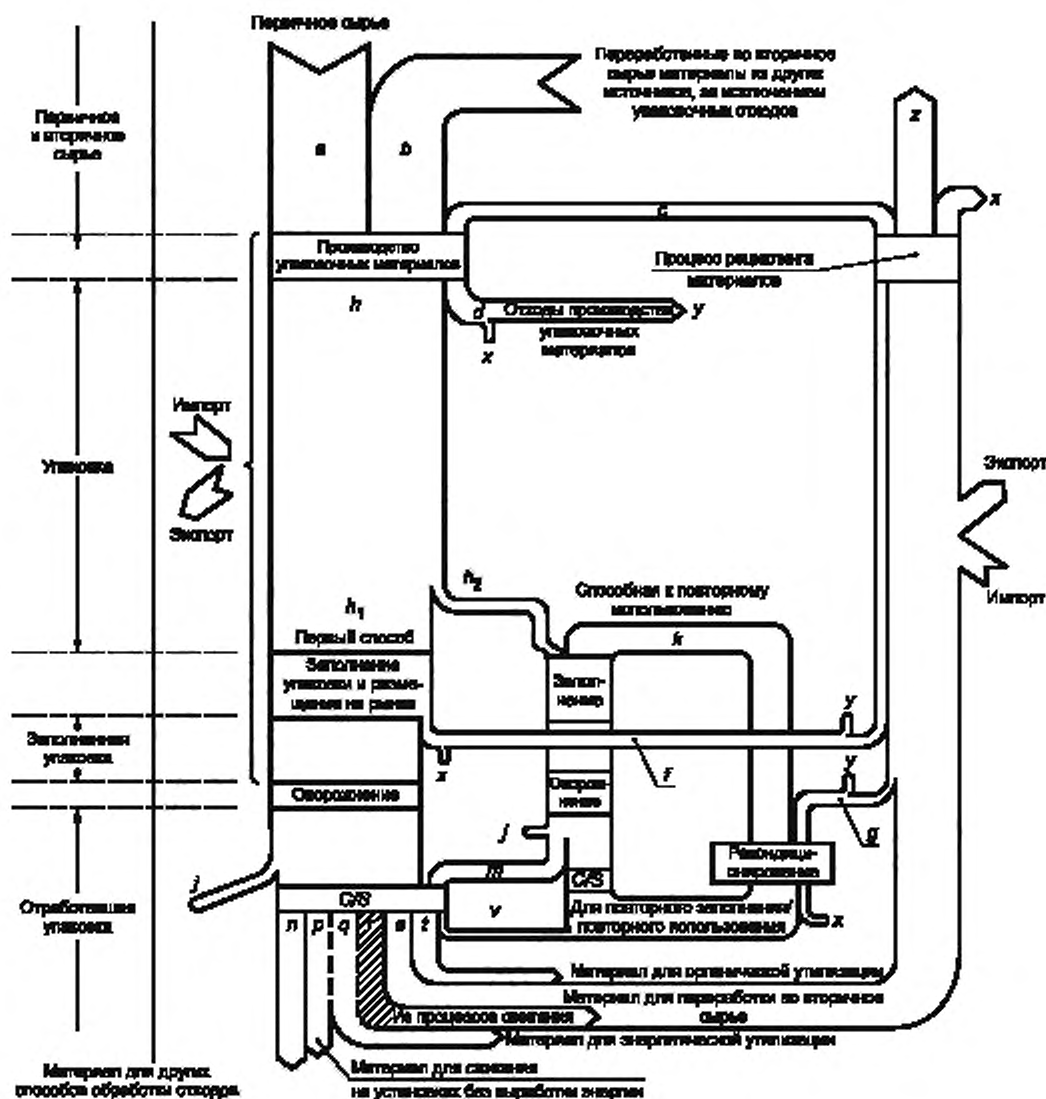 Первичное сырье
Переработанные во вторичное
сырье материалы из других
источников, за исключением
упаковочных отходов
Первичное
и вторичное
сырье
a
b
z
x
c
Производство
упаковочных материалов
Процесс рециклинга
материалов
h
d
Отходы производства
упаковочных
материалов
y
x
Импорт
Экспорт
Упаковка
Экспорт
Импорт
h2
Способная к повторному
использованию
k
h1
Первый способ
Заполнение
упаковки и разме-
щение на рынке
Запол-
нение
Заполненная
упаковка
y
x
f
y
Опорожнение
Опорож-
нение
g
j
Рекондици-
онирование
i
m
C/S
C/S
v
x
Отработавшая
упаковка
Для повторного заполнения/
повторного использования
n
p
q
r
s
t
Материал для органической утилизации
Материал для переработки во вторичное
сырье
Из процессов сжигания
Материал для энергетической утилизации
Материал для других
способов обработки отходов
Материал для сжигания
на установках без выработки энергии